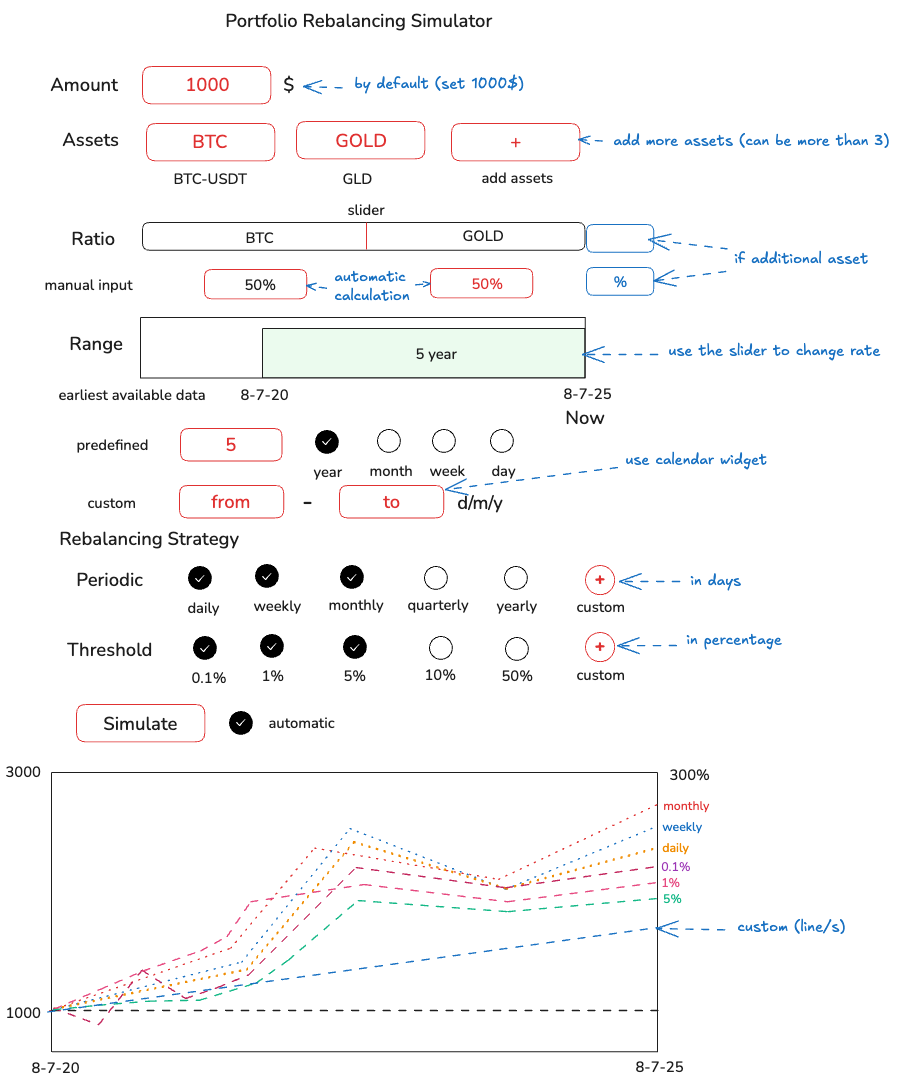 Portfolio Rebalancing Simulator
Amount 1000 $ by default (set 1000$)
Assets BTC GOLD + add more assets (can be more than 3)
BTC-USDT GLD add assets
slider
Ratio BTC GOLD
if additional asset
manual input 50% automatic calculation 50% %
Range 5 year use the slider to change rate
earliest available data 8-7-20 8-7-25
Now
predefined 5
year month week day
use calendar widget
custom from - to d/m/y
Rebalancing Strategy
Periodic + in days
daily weekly monthly quarterly yearly custom
Threshold + in percentage
0.1% 1% 5% 10% 50% custom
Simulate automatic
3000 300%
monthly
weekly
daily
0.1%
1%
5%
custom (line/s)
1000
8-7-20 8-7-25